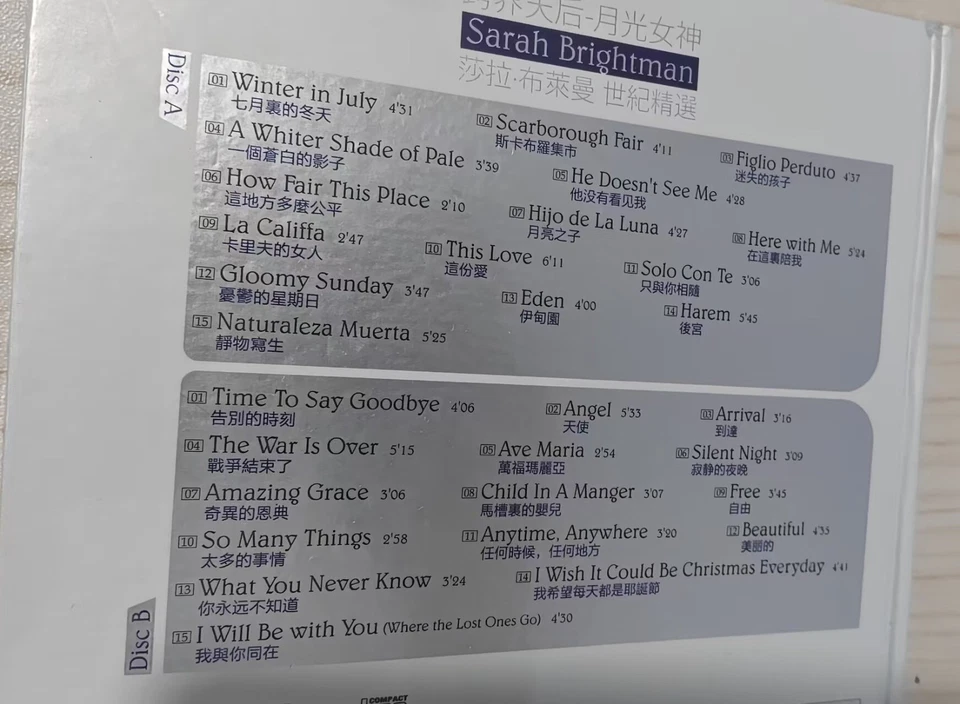 跨界天后-月光女神
Sarah Brightman
莎拉·布萊曼 世紀精選
Disc A
01 Winter in July 4'31
七月裏的冬天
02 Scarborough Fair 4'11
斯卡布羅集市
03 Figlio Perduto 4'37
迷失的孩子
04 A Whiter Shade of Pale 3'39
一個蒼白的影子
05 He Doesn't See Me 4'28
他没有看见我
06 How Fair This Place 2'10
這地方多麼公平
07 Hijo de La Luna 4'27
月亮之子
08 Here with Me 5'24
在這裏陪我
09 La Califfa 2'47
卡里夫的女人
10 This Love 6'11
這份愛
11 Solo Con Te 3'06
只與你相隨
12 Gloomy Sunday 3'47
憂鬱的星期日
13 Eden 4'00
伊甸園
14 Harem 5'45
後宮
15 Naturaleza Muerta 5'25
靜物寫生
Disc B
01 Time To Say Goodbye 4'06
告別的時刻
02 Angel 5'33
天使
03 Arrival 3'16
到達
04 The War Is Over 5'15
戰爭結束了
05 Ave Maria 2'54
萬福瑪麗亞
06 Silent Night 3'09
寂静的夜晚
07 Amazing Grace 3'06
奇異的恩典
08 Child In A Manger 3'07
馬槽裏的嬰兒
09 Free 3'45
自由
10 So Many Things 2'58
太多的事情
11 Anytime, Anywhere 3'20
任何時候，任何地方
12 Beautiful 4'35
美丽的
13 What You Never Know 3'24
你永远不知道
14 I Wish It Could Be Christmas Everyday 4'41
我希望每天都是耶誕節
15 I Will Be with You (Where the Lost Ones Go) 4'30
我與你同在
COMPACT